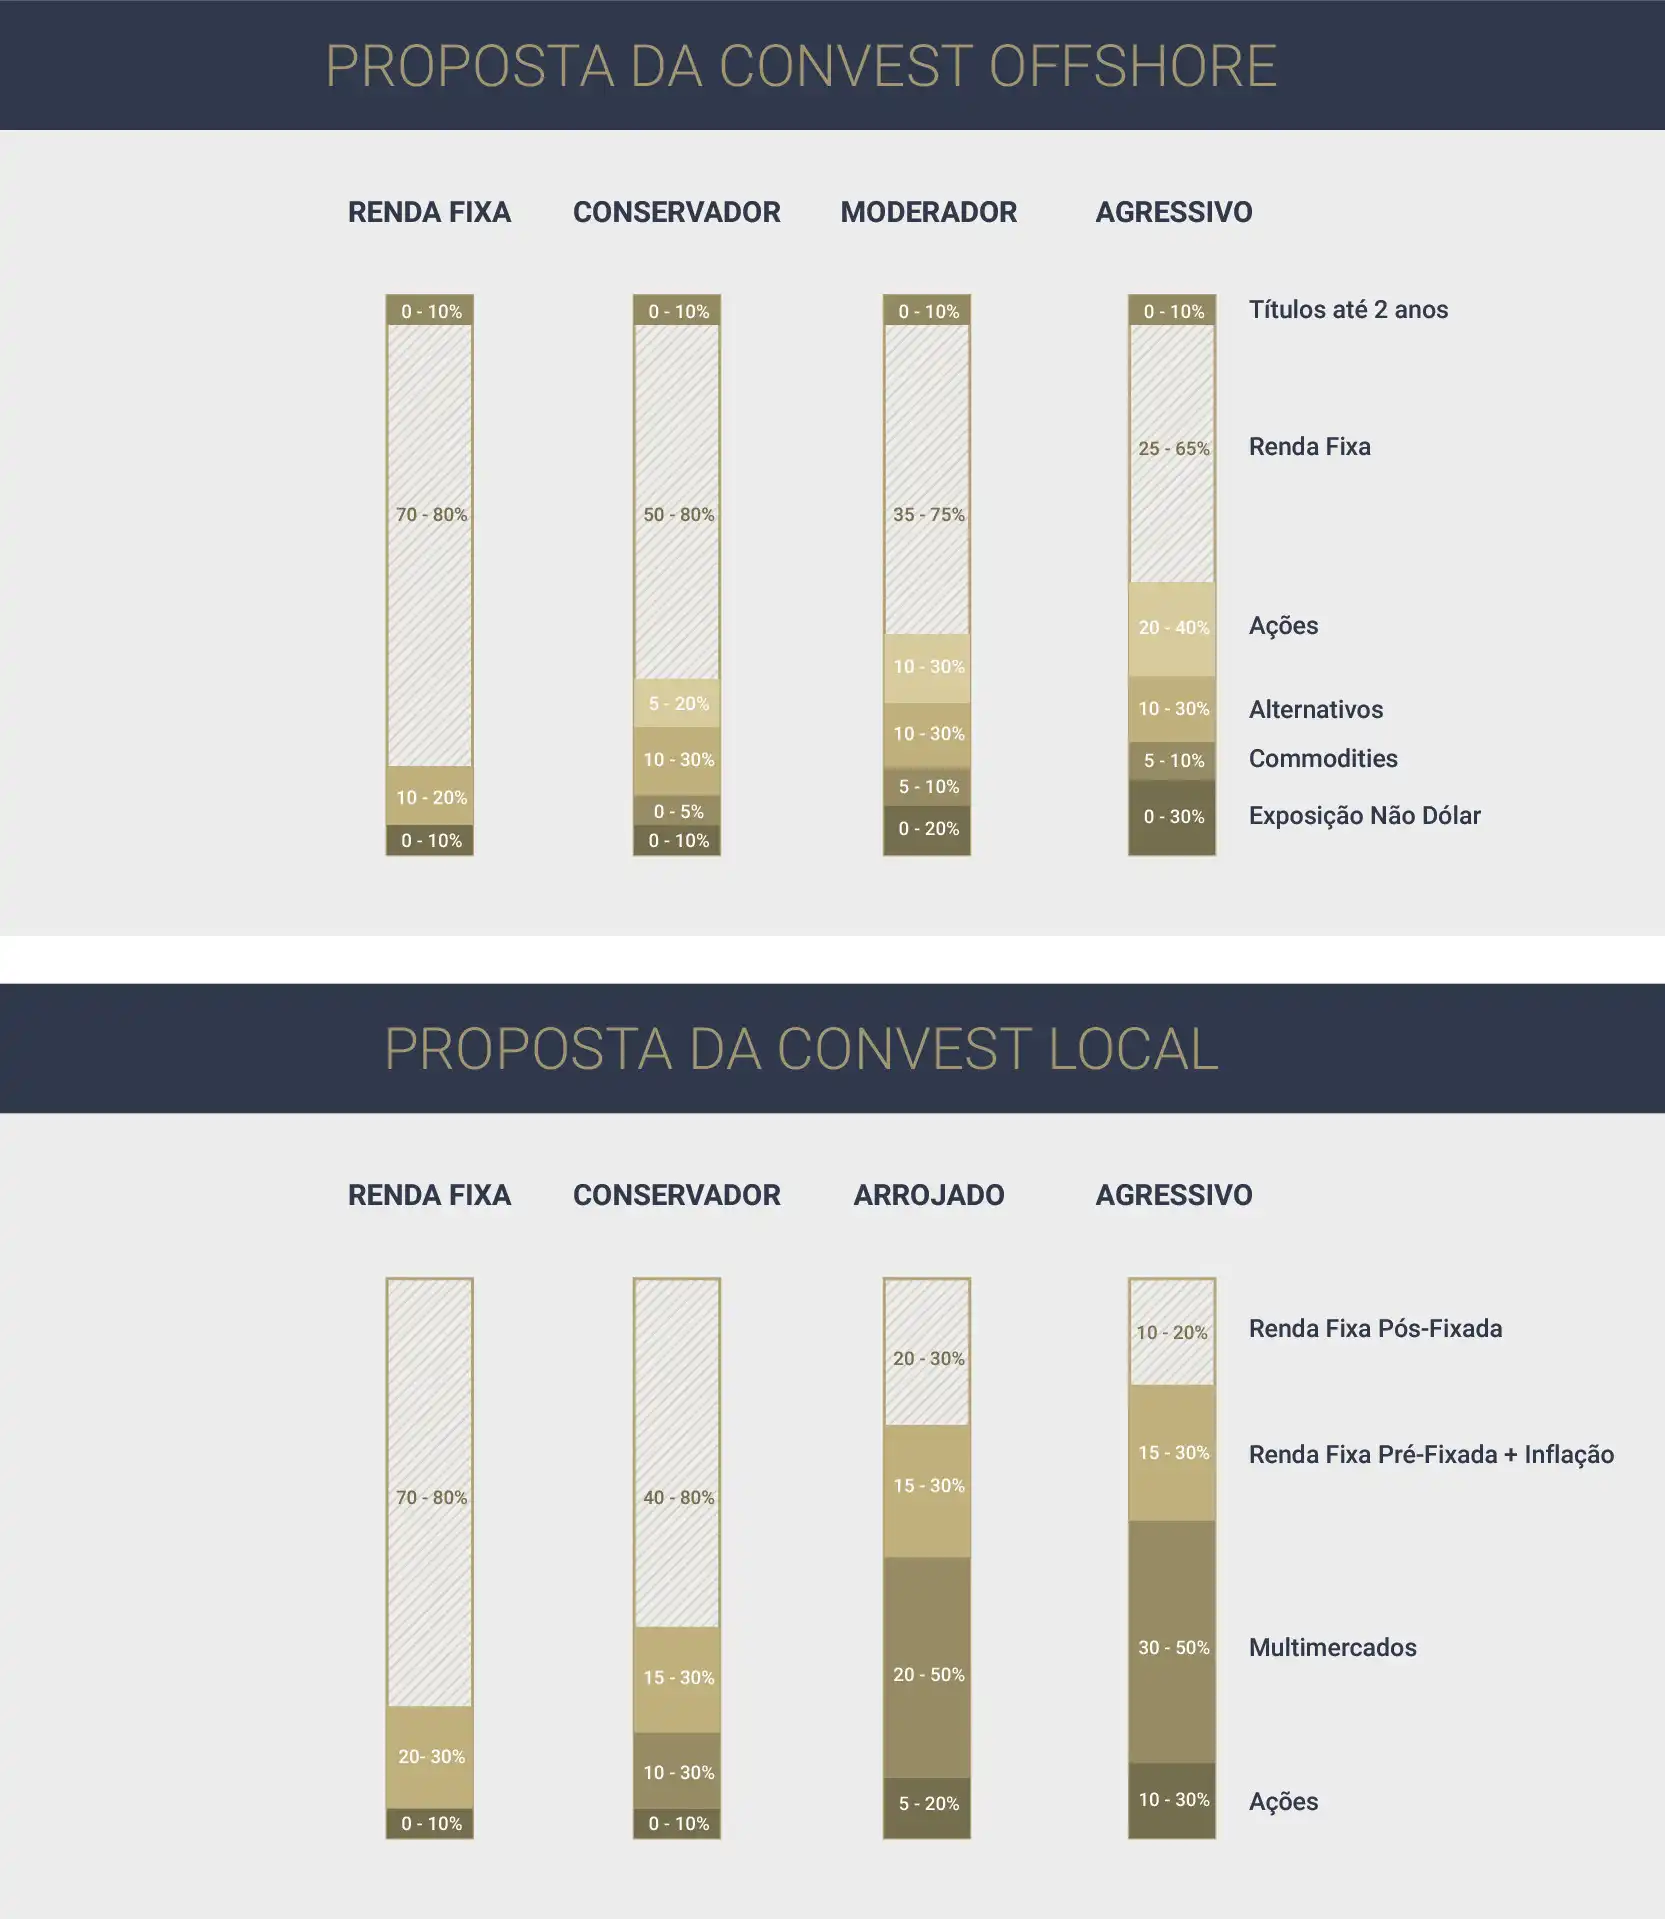 PROPOSTA DA CONVEST OFFSHORE
RENDA FIXA CONSERVADOR MODERADOR AGRESSIVO
0 - 10% 0 - 10% 0 - 10% 0 - 10% Títulos até 2 anos
25 - 65% Renda Fixa
70 - 80% 50 - 80% 35 - 75%
20 - 40% Ações
10 - 30%
5 - 20% 10 - 30% Alternativos
10 - 30%
10 - 30% 5 - 10% Commodities
10 - 20% 5 - 10%
0 - 5% 0 - 30% Exposição Não Dólar
0 - 20%
0 - 10% 0 - 10%
PROPOSTA DA CONVEST LOCAL
RENDA FIXA CONSERVADOR ARROJADO AGRESSIVO
10 - 20% Renda Fixa Pós-Fixada
20 - 30%
15 - 30% Renda Fixa Pré-Fixada + Inflação
15 - 30%
70 - 80% 40 - 80%
30 - 50% Multimercados
15 - 30% 20 - 50%
20- 30% 10 - 30%
5 - 20% 10 - 30% Ações
0 - 10% 0 - 10%